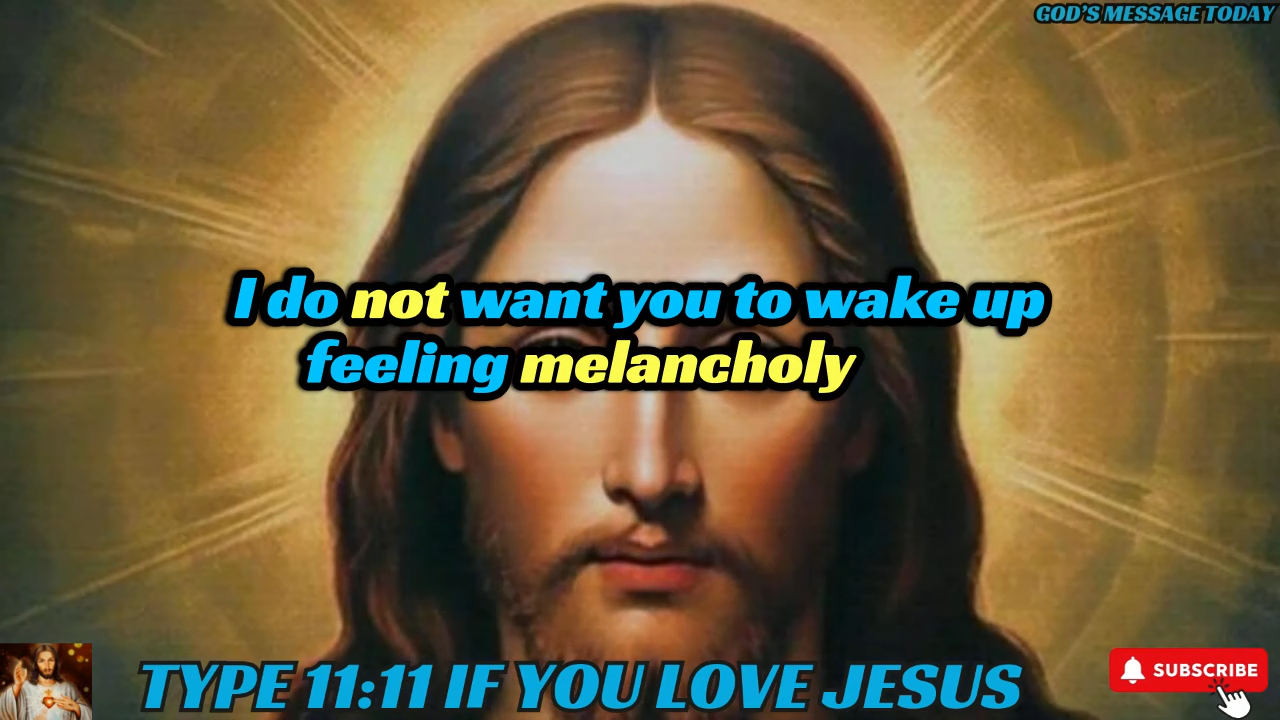 GOD'S MESSAGE TODAY
I do not want you to wake up
feeling melancholy
TYPE 11:11 IF YOU LOVE JESUS
SUBSCRIBE